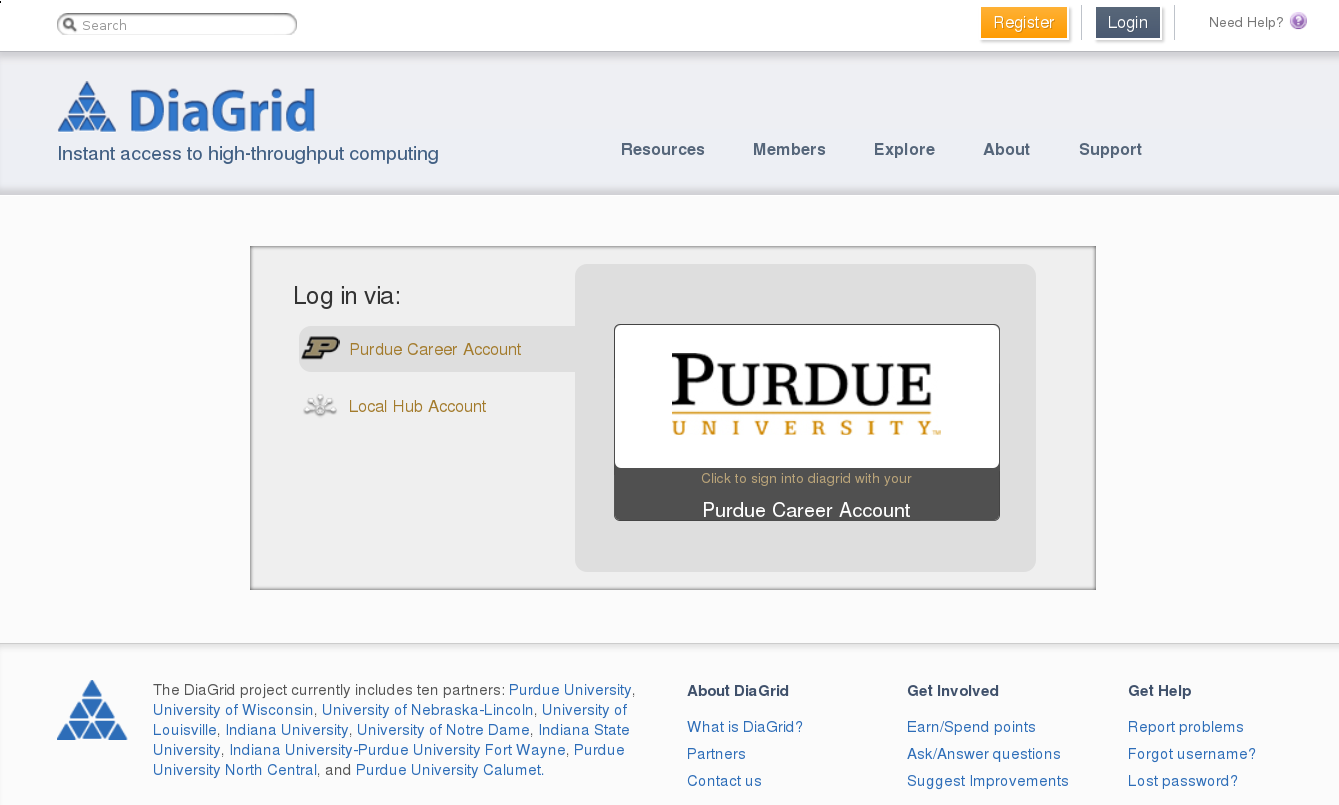 Search
Register
Login
Need Help? ?
DiaGrid
Instant access to high-throughput computing
Resources
Members
Explore
About
Support
Log in via:
Purdue Career Account
Local Hub Account
PURDUE
UNIVERSITY™
Click to sign into diagrid with your
Purdue Career Account
The DiaGrid project currently includes ten partners: Purdue University,
University of Wisconsin, University of Nebraska-Lincoln, University of
Louisville, Indiana University, University of Notre Dame, Indiana State
University, Indiana University-Purdue University Fort Wayne, Purdue
University North Central, and Purdue University Calumet.
About DiaGrid
What is DiaGrid?
Partners
Contact us
Get Involved
Earn/Spend points
Ask/Answer questions
Suggest Improvements
Get Help
Report problems
Forgot username?
Lost password?